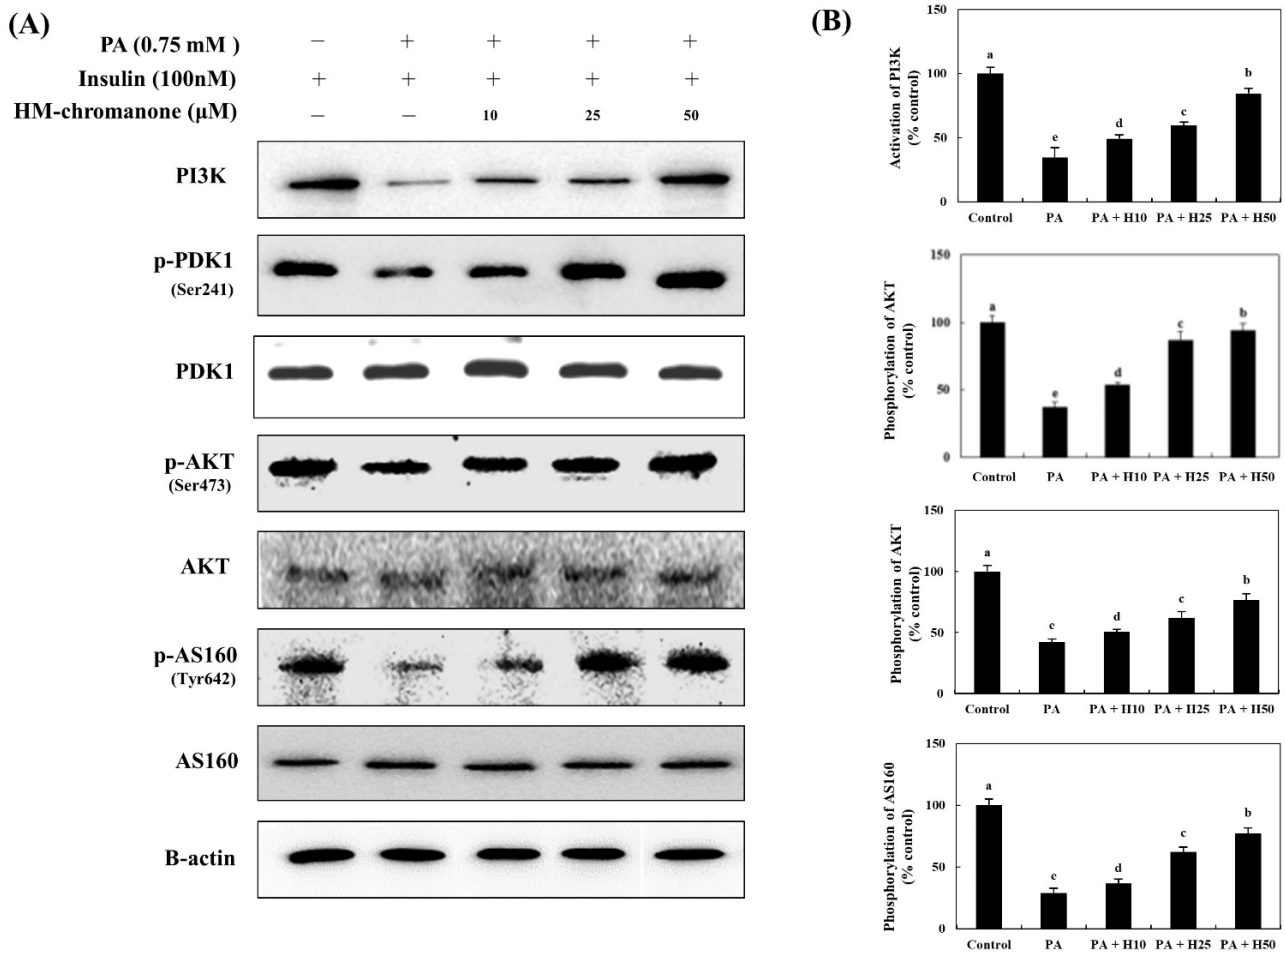 (A)
PA (0.75 mM )
− + + + +
Insulin (100nM)
+ + + + +
HM-chromanone (μM)
− − 10 25 50
PI3K
p-PDK1
(Ser241)
PDK1
p-AKT
(Ser473)
AKT
p-AS160
(Tyr642)
AS160
B-actin
(B)
Activation of PI3K
(% control)
150
100
50
0
a
e
d
c
b
Control PA PA + H10 PA + H25 PA + H50
Phosphorylation of AKT
(% control)
150
100
50
0
a
e
d
c
b
Control PA PA + H10 PA + H25 PA + H50
Phosphorylation of AKT
(% control)
150
100
50
0
a
e
d
c
b
Control PA PA + H10 PA + H25 PA + H50
Phosphorylation of AS160
(% control)
150
100
50
0
a
e
d
c
b
Control PA PA + H10 PA + H25 PA + H50